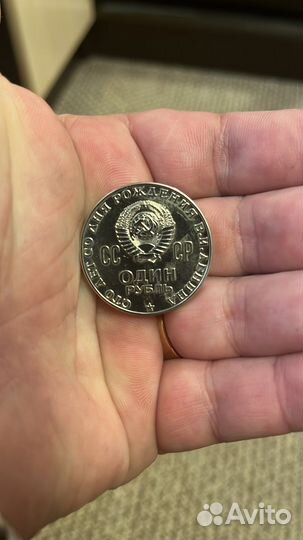 СТО ЛЕТ СО ДНЯ РОЖДЕНИЯ В.И.ЛЕНИНА
СС СР
ОДИН
РУБЛЬ
Avito